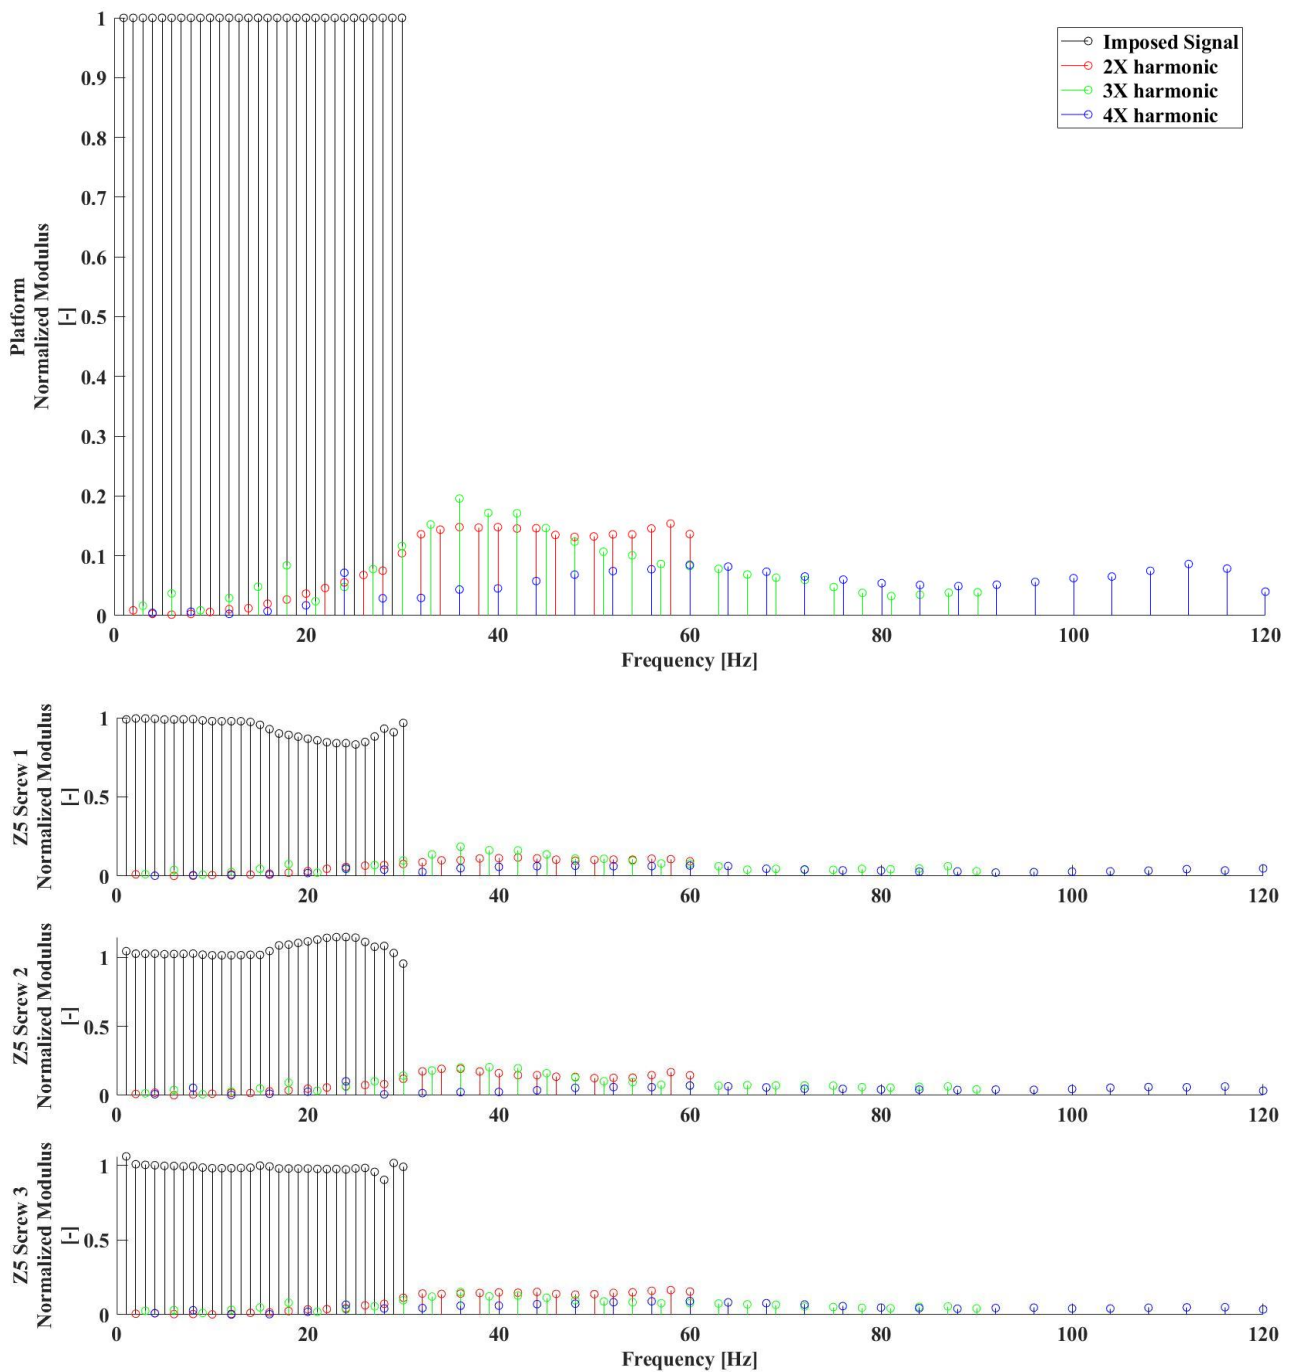 Imposed Signal
2X harmonic
3X harmonic
4X harmonic
Platform
Normalized Modulus
[-]
1
0.9
0.8
0.7
0.6
0.5
0.4
0.3
0.2
0.1
0
0 20 40 60 80 100 120
Frequency [Hz]
Z5 Screw 1
Normalized Modulus
[-]
1
0.5
0
0 20 40 60 80 100 120
Z5 Screw 2
Normalized Modulus
[-]
1
0.5
0
0 20 40 60 80 100 120
Z5 Screw 3
Normalized Modulus
[-]
1
0.5
0
0 20 40 60 80 100 120
Frequency [Hz]